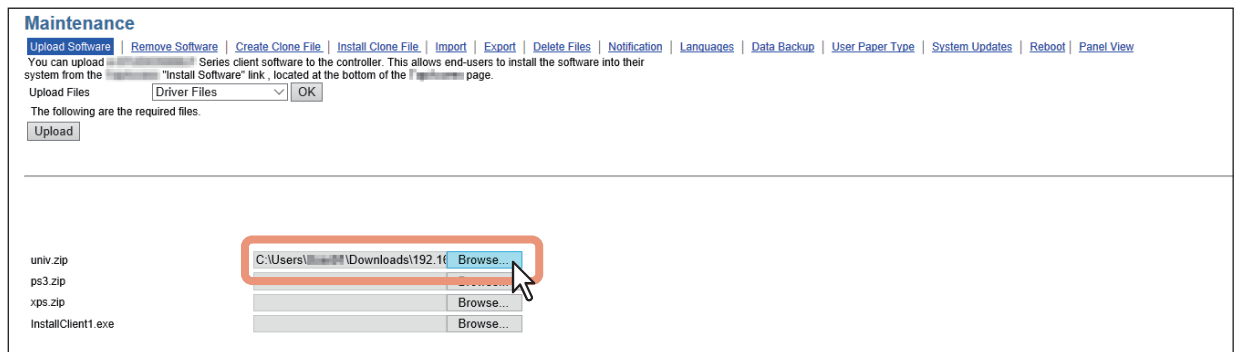 Maintenance
Upload Software | Remove Software | Create Clone File | Install Clone File | Import | Export | Delete Files | Notification | Languages | Data Backup | User Paper Type | System Updates | Reboot | Panel View
You can upload Series client software to the controller. This allows end-users to install the software into their
system from the "Install Software" link , located at the bottom of the page.
Upload Files Driver Files OK
The following are the required files.
Upload
univ.zip C:\Users\ \Downloads\192.16 Browse...
ps3.zip Browse...
xps.zip Browse...
InstallClient1.exe Browse...